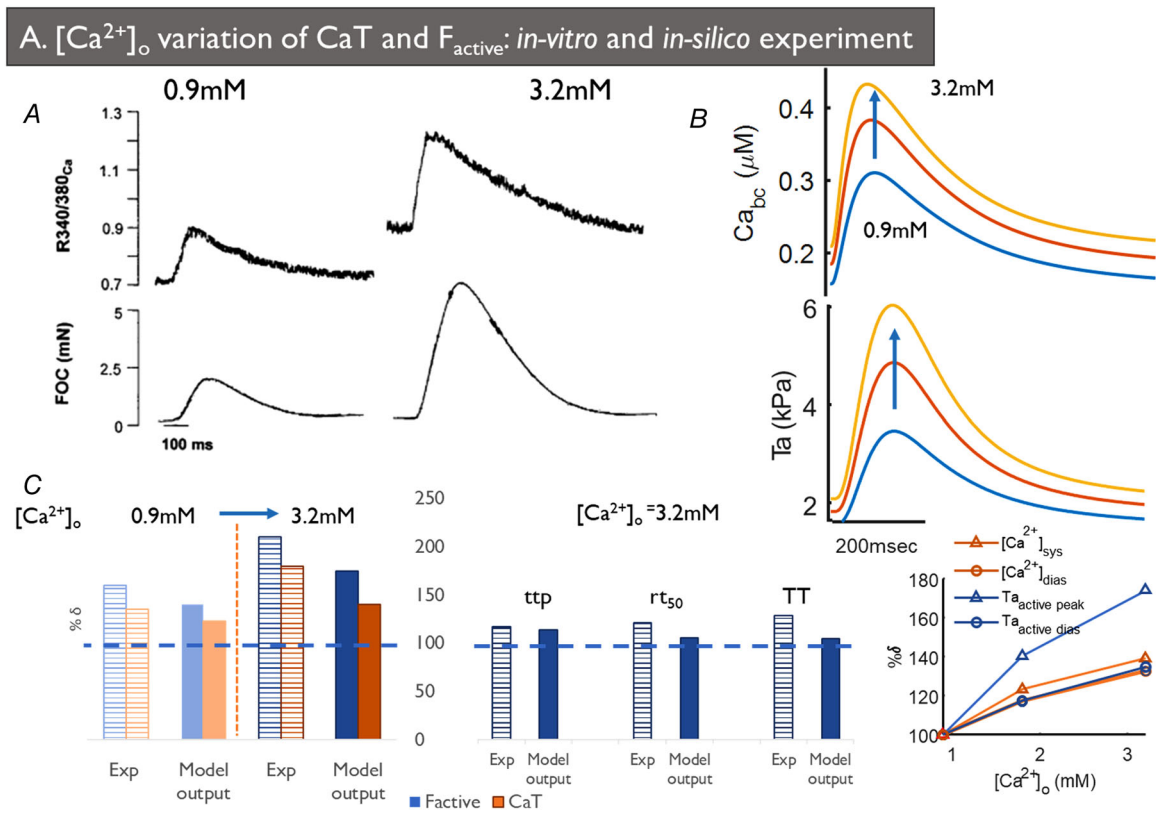 A. [Ca2+]o variation of CaT and Factive: in-vitro and in-silico experiment
A
0.9mM
3.2mM
R340/380Ca
1.3
1.1
0.9
0.7
FOC (mN)
5
2.5
0
100 ms
B
3.2mM
0.9mM
Cabc (μM)
0.4
0.3
0.2
Ta (kPa)
6
4
2
200msec
C
[Ca2+]o
0.9mM
3.2mM
% δ
250
200
150
100
50
0
Exp
Model
output
Exp
Model
output
[Ca2+]o =3.2mM
ttp
rt50
TT
Exp
Model
output
Exp
Model
output
Exp
Model
output
Factive
CaT
[Ca2+]sys
[Ca2+]dias
Taactive peak
Taactive dias
%δ
180
160
140
120
100
1
2
3
[Ca2+]o (mM)